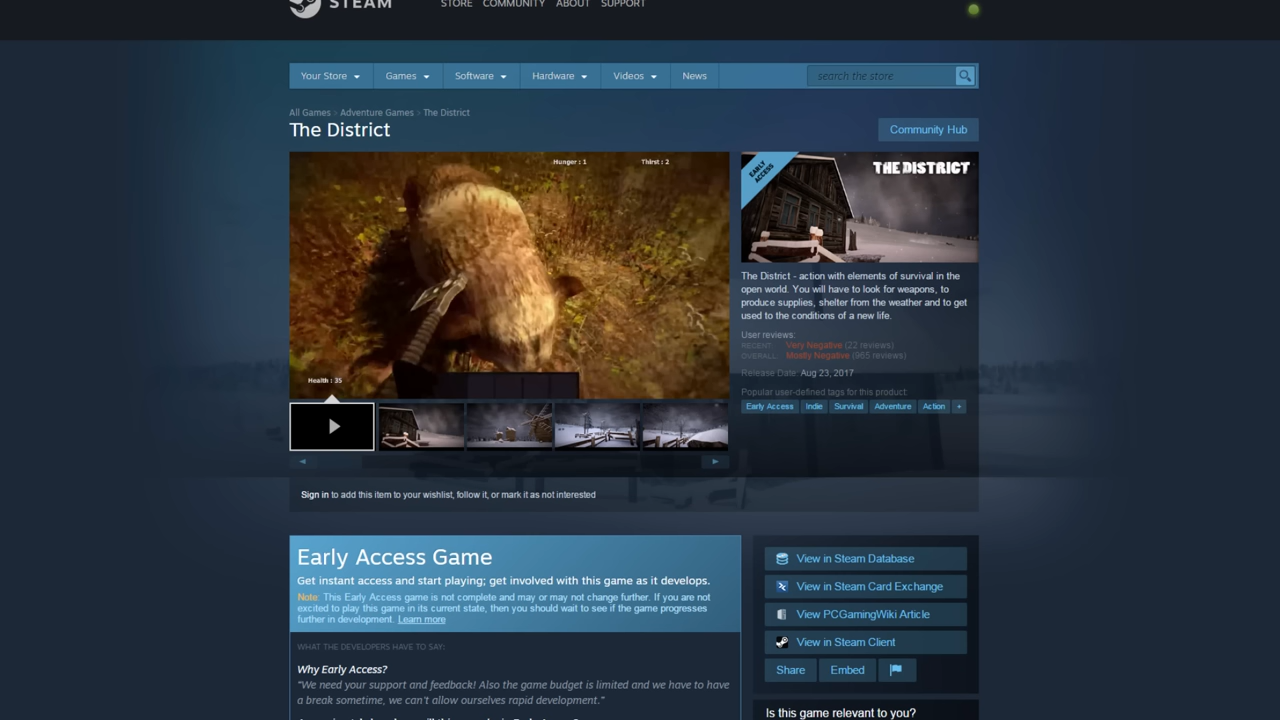 STEAM
STORE COMMUNITY ABOUT SUPPORT
Your Store Games Software Hardware Videos News search the store
All Games > Adventure Games > The District
The District
Community Hub
Hunger : 1 Thirst : 2
Health : 35
EARLY ACCESS
THE DISTRICT
The District - action with elements of survival in the
open world. You will have to look for weapons, to
produce supplies, shelter from the weather and to get
used to the conditions of a new life.
User reviews:
RECENT: Very Negative (22 reviews)
OVERALL: Mostly Negative (965 reviews)
Release Date: Aug 23, 2017
Popular user-defined tags for this product:
Early Access Indie Survival Adventure Action +
Sign in to add this item to your wishlist, follow it, or mark it as not interested
Early Access Game
Get instant access and start playing; get involved with this game as it develops.
Note: This Early Access game is not complete and may or may not change further. If you are not
excited to play this game in its current state, then you should wait to see if the game progresses
further in development. Learn more
WHAT THE DEVELOPERS HAVE TO SAY:
Why Early Access?
“We need your support and feedback! Also the game budget is limited and we have to have
a break sometime, we can't allow ourselves rapid development.”
View in Steam Database
View in Steam Card Exchange
View PCGamingWiki Article
View in Steam Client
Share Embed
Is this game relevant to you?